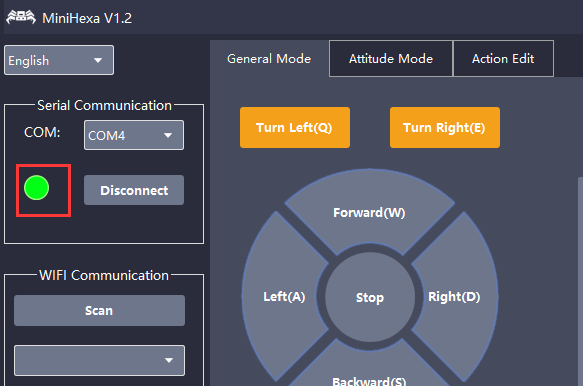 MiniHexa V1.2
English
Serial Communication
COM:
COM4
Disconnect
WIFI Communication
Scan
General Mode
Attitude Mode
Action Edit
Turn Left(Q)
Turn Right(E)
Forward(W)
Left(A)
Stop
Right(D)
Backward(S)